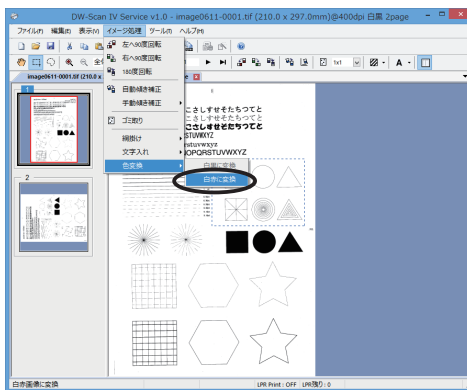 DW-Scan IV Service v1.0 - image0611-0001.tif (210.0 x 297.0mm)@400dpi 白黒 2page
ファイル(F) 編集(E) 表示(V) イメージ処理 ツール(T) ヘルプ(H)
左へ90度回転
右へ90度回転
180度回転
自動傾き補正
手動傾き補正
ゴミ取り
網掛け
文字入れ
色変換
白黒に変換
白赤に変換
1x1
A
image0611-0001.tif (210.0 x
1
2
こさしすせそたちつてと
こさしすせそたちつてと
こさしすせそたちつてと
stuvwxyz
stuvwxyz
OPQRSTUVWXYZ
白赤画像に変換
LPR Print : OFF
LPR残り : 0